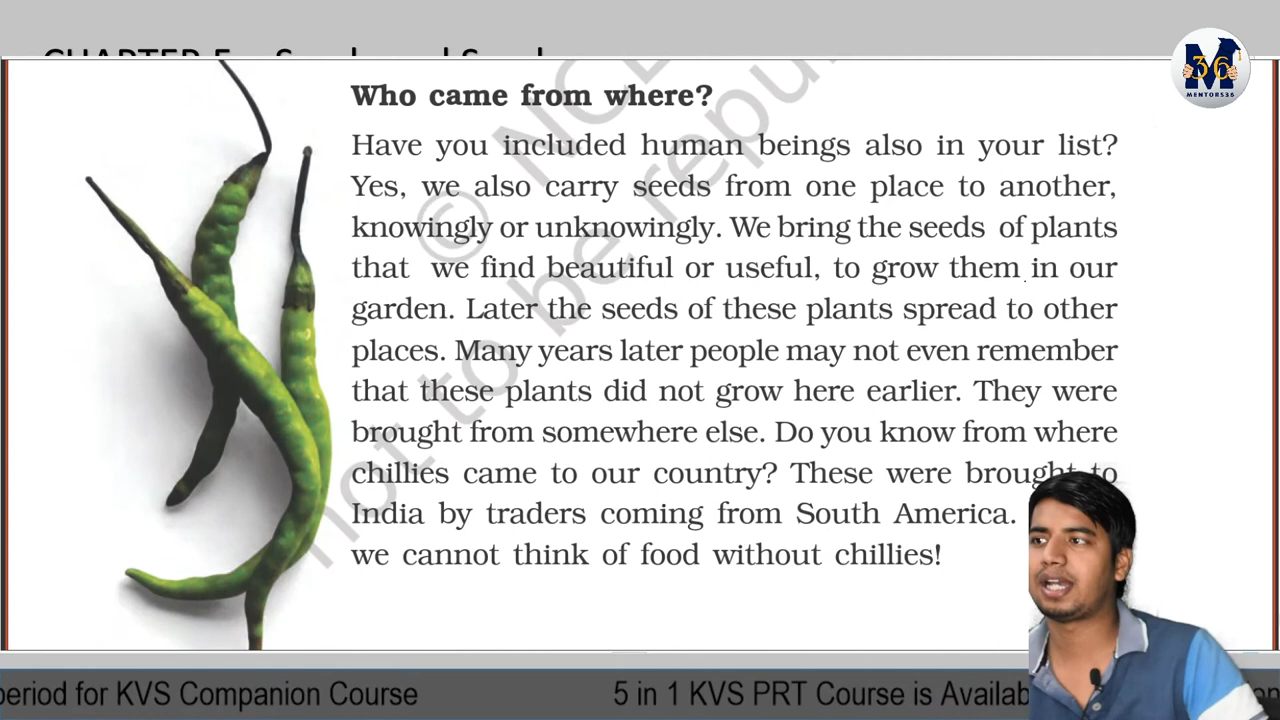 CHAPTER 5 –
M
36
MENTORS36
Who came from where?
Have you included human beings also in your list?
Yes, we also carry seeds from one place to another,
knowingly or unknowingly. We bring the seeds of plants
that we find beautiful or useful, to grow them in our
garden. Later the seeds of these plants spread to other
places. Many years later people may not even remember
that these plants did not grow here earlier. They were
brought from somewhere else. Do you know from where
chillies came to our country? These were brought to
India by traders coming from South America.
we cannot think of food without chillies!
not to be
©
period for KVS Companion Course
5 in 1 KVS PRT Course is Availab